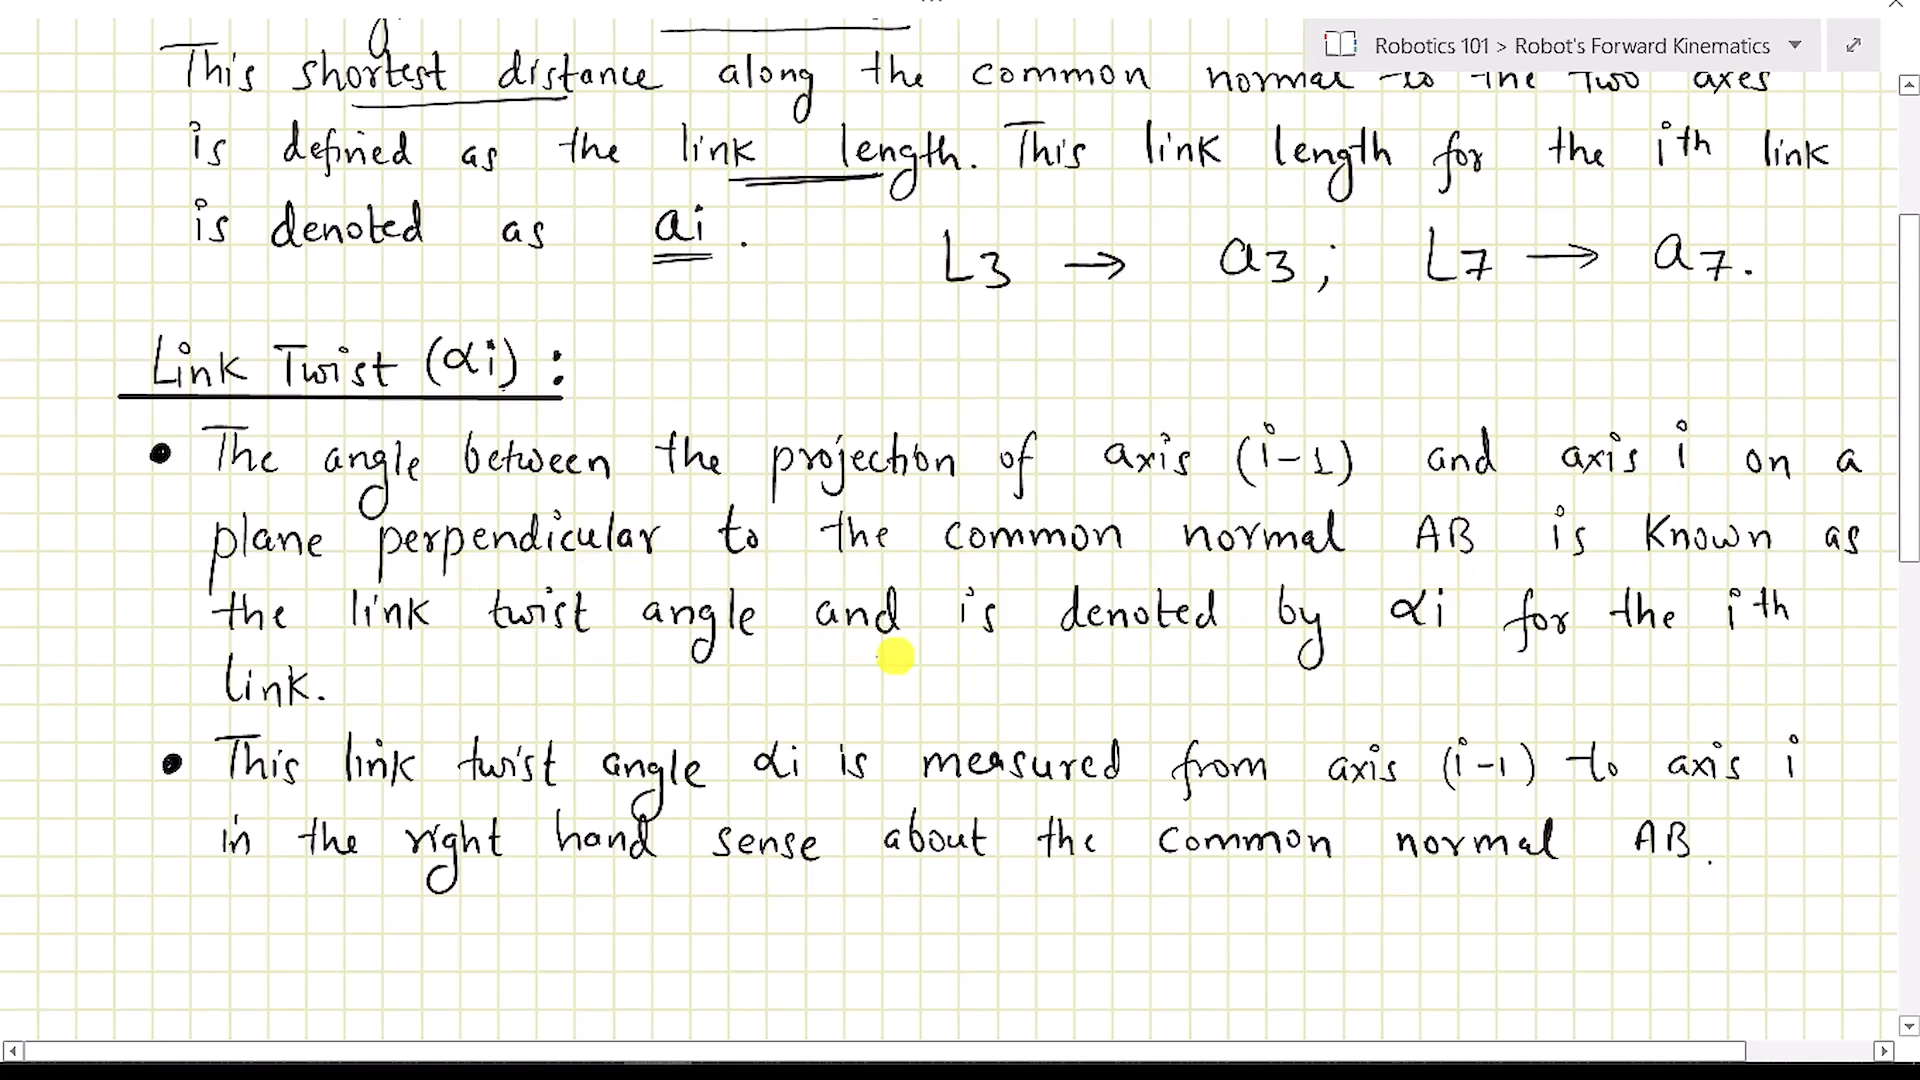 Robotics 101 > Robot's Forward Kinematics
This shortest distance along the common normal to the two axes
is defined as the link length. This link length for the ith link
is denoted as ai.
L3 → a3; L7 → a7.
Link Twist (αi) :
• The angle between the projection of axis (i-1) and axis i on a
plane perpendicular to the common normal AB is known as
the link twist angle and is denoted by αi for the ith
link.
• This link twist angle αi is measured from axis (i-1) to axis i
in the right hand sense about the common normal AB.